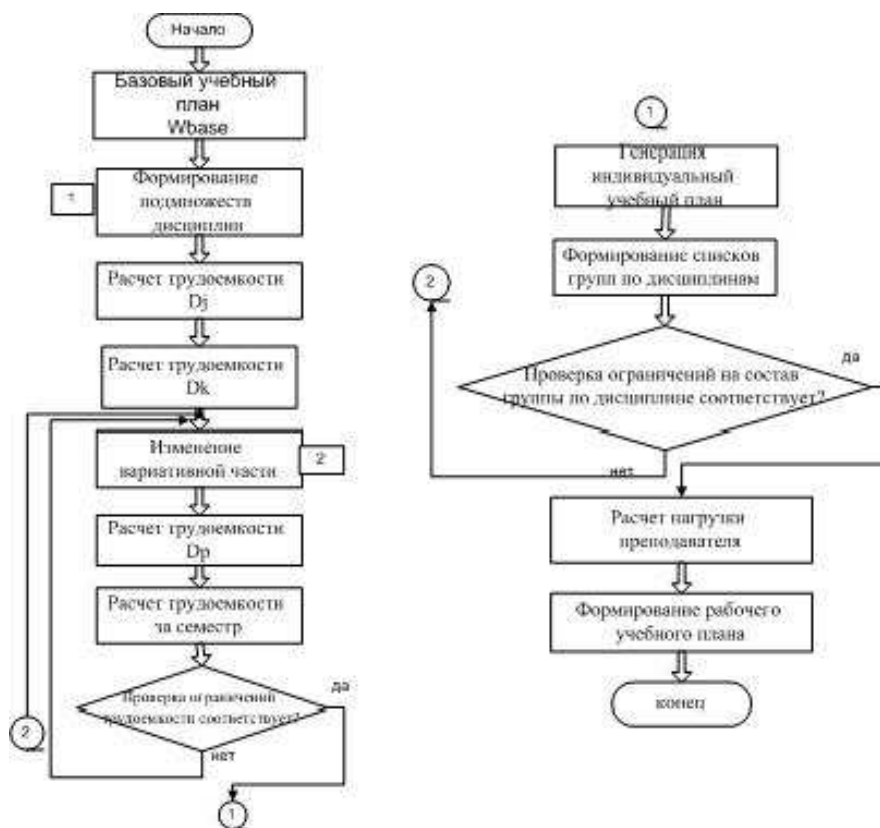 Начало
Базовый учебный
план
Wbase
1
Формирование
подмножеств
дисциплин
Расчет трудоемкости
Dj
Расчет трудоемкости
Dk
Изменение
вариативной части
2
Расчет трудоемкости
Dp
Расчет трудоемкости
за семестр
да
Проверка ограничений
трудоемкости соответствует?
2
нет
1
1
Генерация
индивидуальный
учебный план
Формирование списков
групп по дисциплинам
2
да
Проверка ограничений на состав
группы по дисциплине соответствует?
нет
Расчет нагрузки
преподавателя
Формирование рабочего
учебного плана
конец